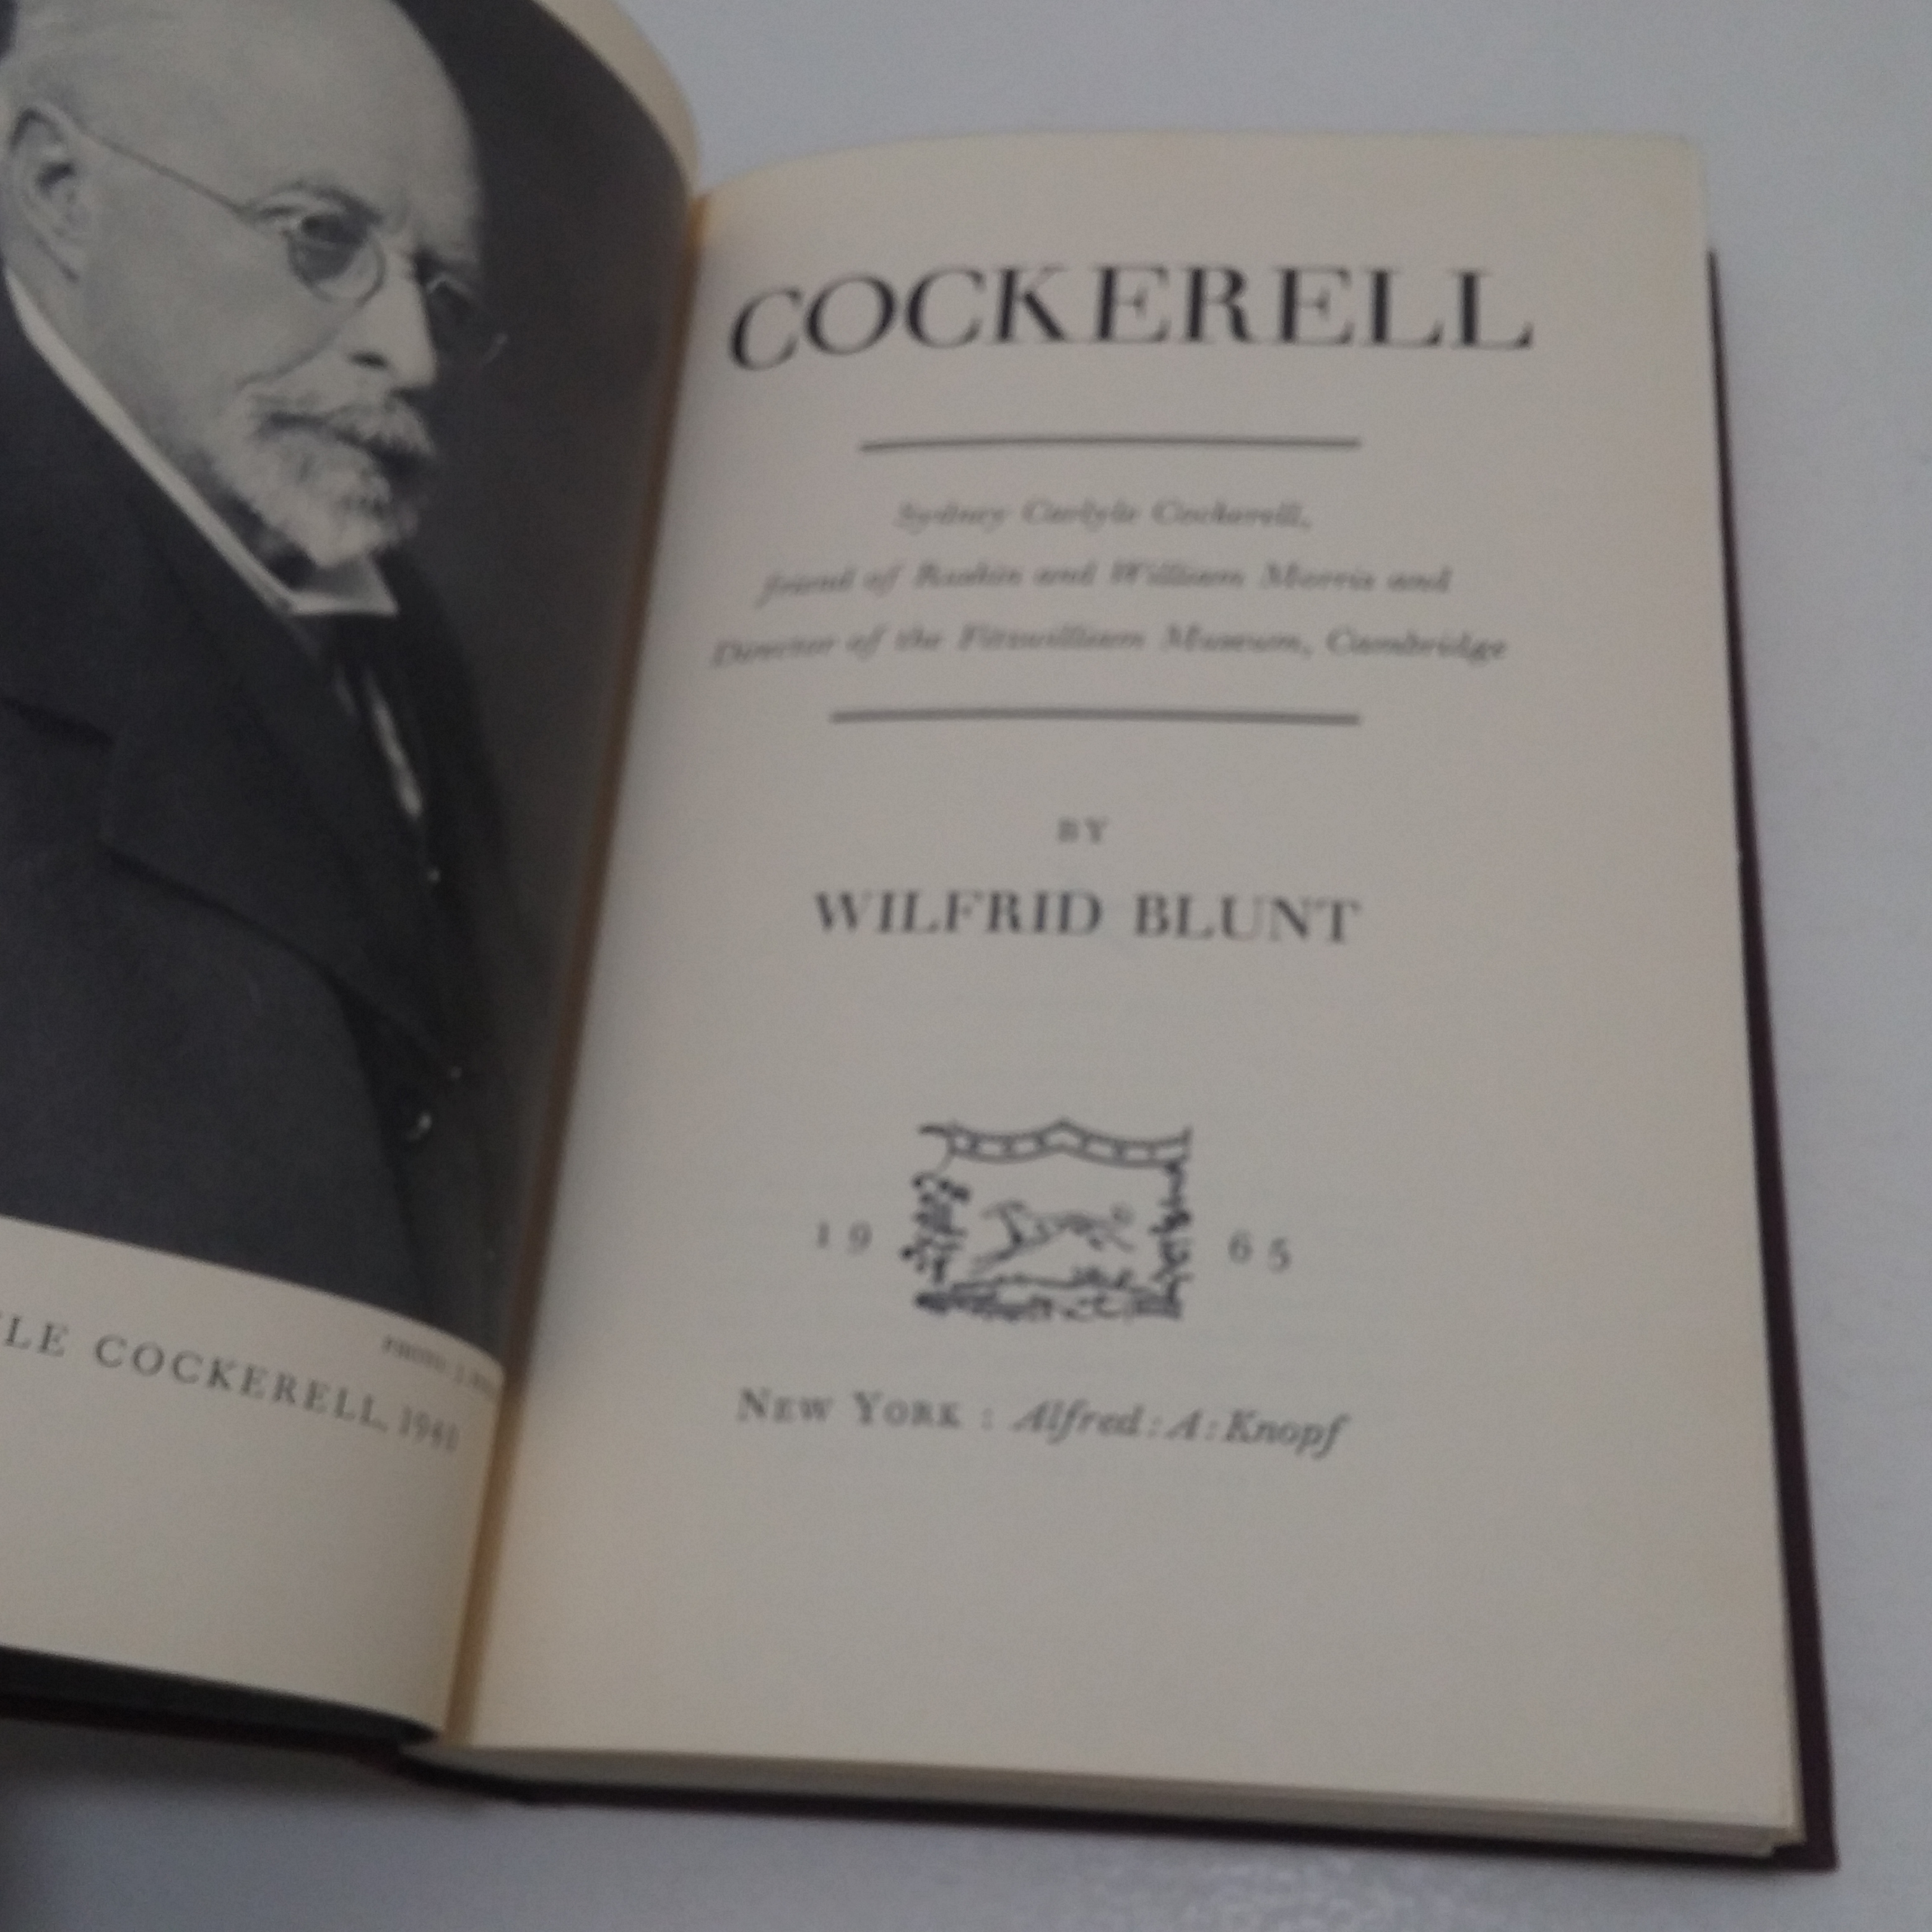 PHOTO
LE COCKERELL, 1940
COCKERELL
Sydney Carlyle Cockerell,
friend of Ruskin and William Morris and
Director of the Fitzwilliam Museum, Cambridge
BY
WILFRID BLUNT
19 65
NEW YORK : Alfred : A : Knopf